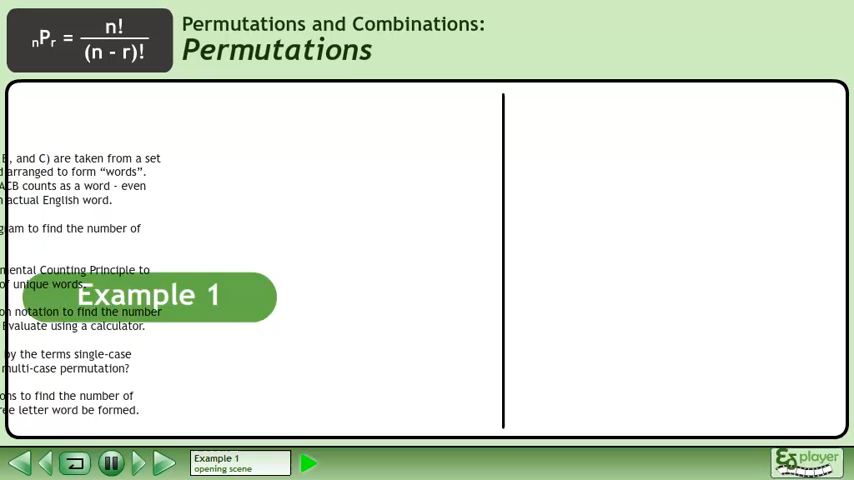 nPr = n! / (n - r)!
Permutations and Combinations:
Permutations
B, and C) are taken from a set
arranged to form “words”.
ACB counts as a word - even
actual English word.
gram to find the number of
mental Counting Principle to
of unique words.
Example 1
on notation to find the number
Evaluate using a calculator.
by the terms single-case
multi-case permutation?
ons to find the number of
ree letter word be formed.
Example 1
opening scene
player